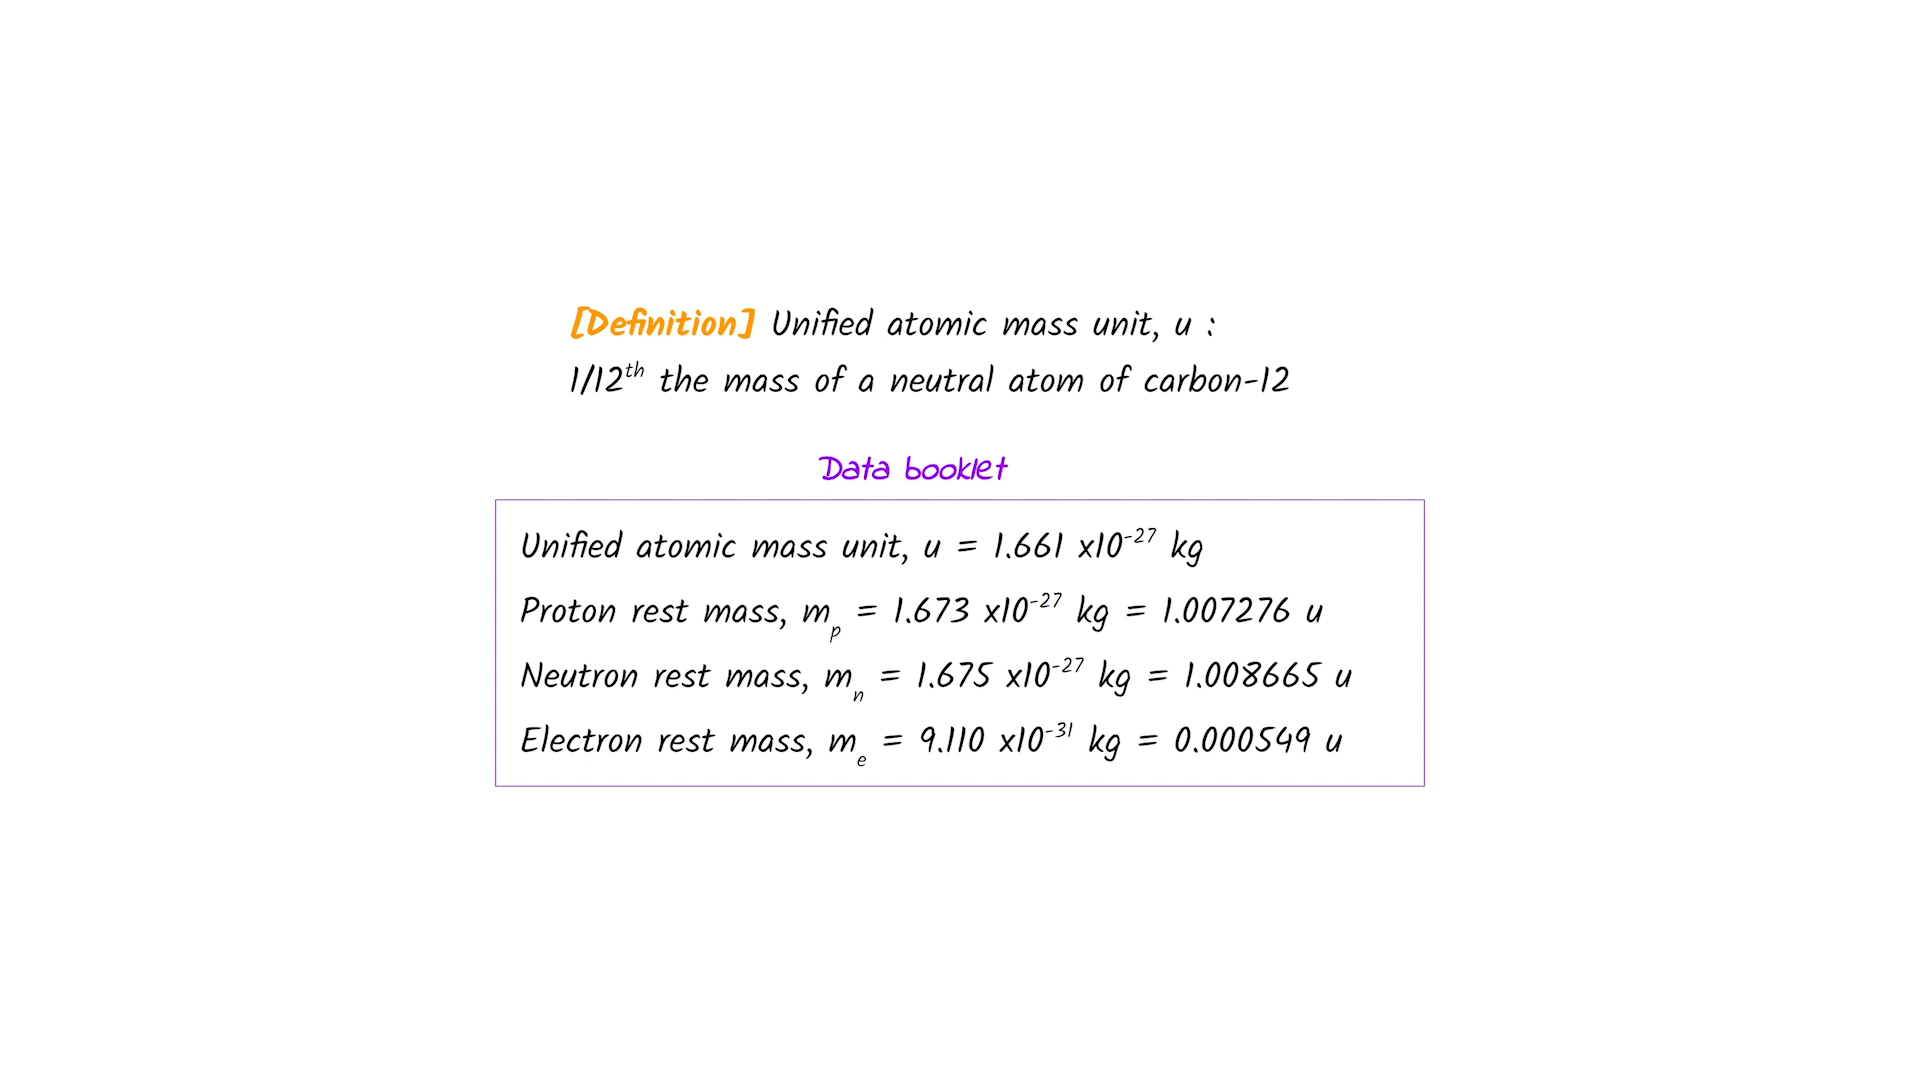 [Definition] Unified atomic mass unit, u :
1/12ᵗʰ the mass of a neutral atom of carbon-12
Data booklet
Unified atomic mass unit, u = 1.661 x10⁻²⁷ kg
Proton rest mass, mₚ = 1.673 x10⁻²⁷ kg = 1.007276 u
Neutron rest mass, mₙ = 1.675 x10⁻²⁷ kg = 1.008665 u
Electron rest mass, mₑ = 9.110 x10⁻³¹ kg = 0.000549 u